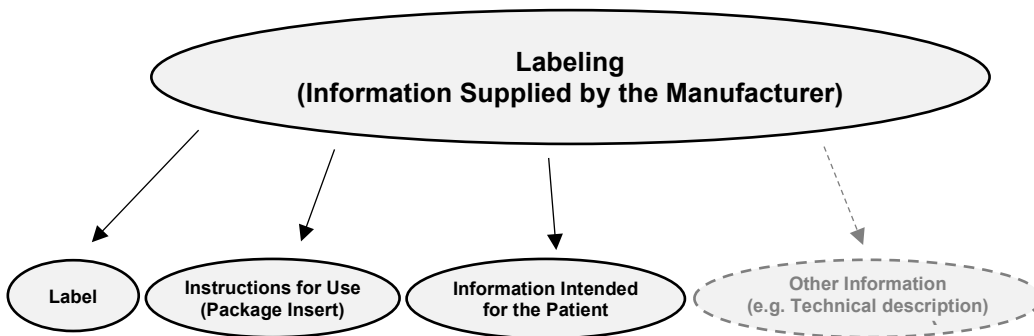 Labeling
(Information Supplied by the Manufacturer)
Label
Instructions for Use
(Package Insert)
Information Intended
for the Patient
Other Information
(e.g. Technical description)